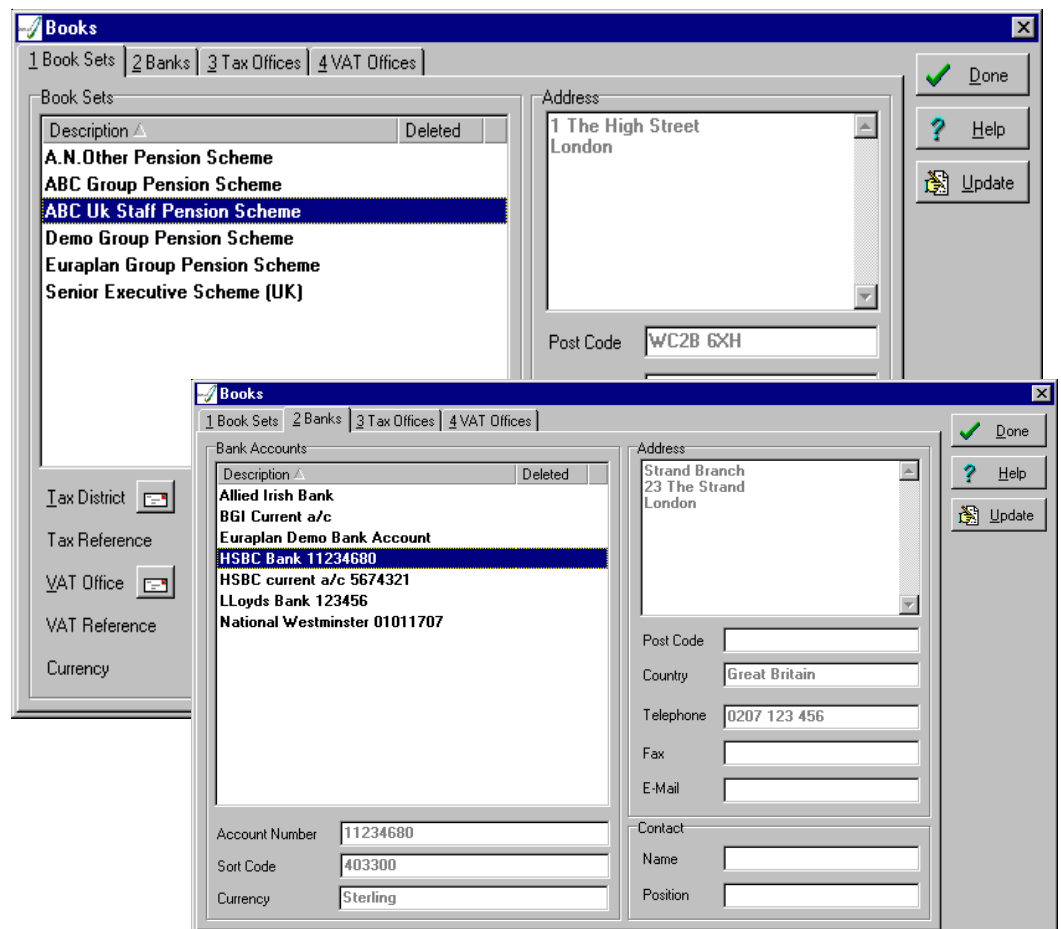 Books
1 Book Sets 2 Banks 3 Tax Offices 4 VAT Offices
Book Sets
Description Deleted
A.N.Other Pension Scheme
ABC Group Pension Scheme
ABC Uk Staff Pension Scheme
Demo Group Pension Scheme
Euraplan Group Pension Scheme
Senior Executive Scheme (UK)
Tax District
Tax Reference
VAT Office
VAT Reference
Currency
Address
1 The High Street
London
Post Code WC2B 6XH
Done
Help
Update
Books
1 Book Sets 2 Banks 3 Tax Offices 4 VAT Offices
Bank Accounts
Description Deleted
Allied Irish Bank
BGI Current a/c
Euraplan Demo Bank Account
HSBC Bank 11234680
HSBC current a/c 5674321
LLoyds Bank 123456
National Westminster 01011707
Account Number 11234680
Sort Code 403300
Currency Sterling
Address
Strand Branch
23 The Strand
London
Post Code
Country Great Britain
Telephone 0207 123 456
Fax
E-Mail
Contact
Name
Position
Done
Help
Update